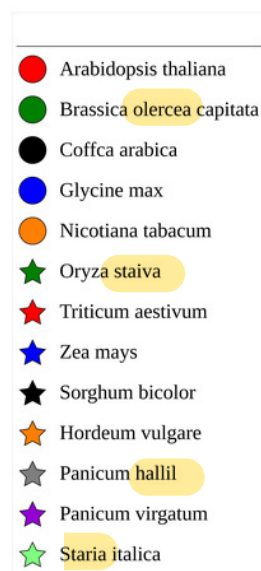 Arabidopsis thaliana
Brassica olercea capitata
Coffca arabica
Glycine max
Nicotiana tabacum
Oryza staiva
Triticum aestivum
Zea mays
Sorghum bicolor
Hordeum vulgare
Panicum hallil
Panicum virgatum
Staria italica